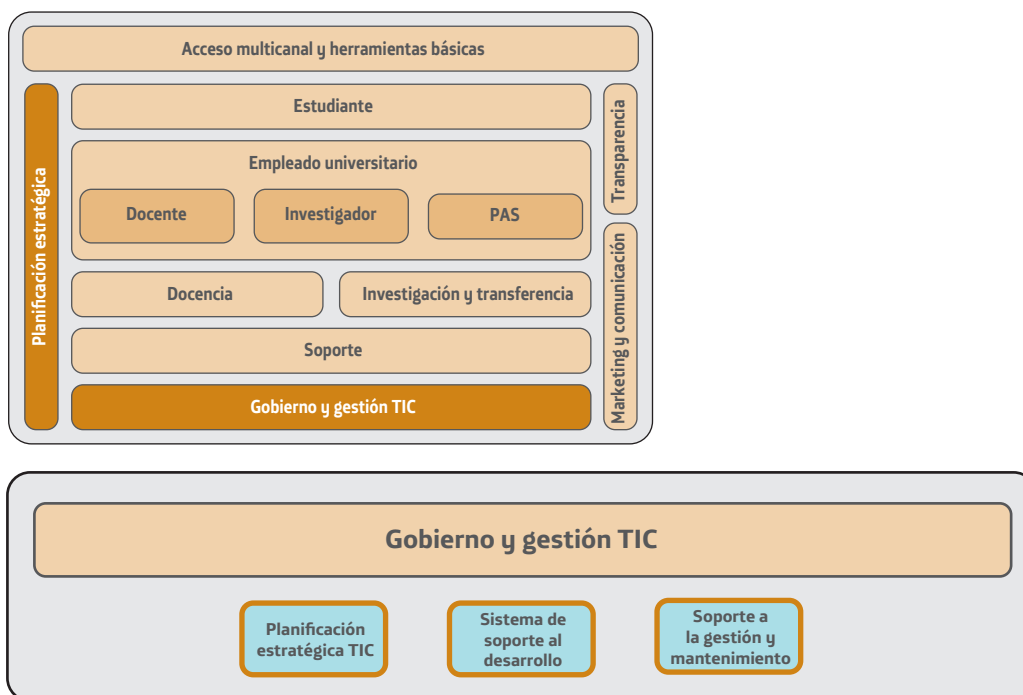 Acceso multicanal y herramientas básicas
Planificación estratégica
Estudiante
Transparencia
Empleado universitario
Docente
Investigador
PAS
Marketing y comunicación
Docencia
Investigación y transferencia
Soporte
Gobierno y gestión TIC
Gobierno y gestión TIC
Planificación
estratégica TIC
Sistema de
soporte al
desarrollo
Soporte a
la gestión y
mantenimiento